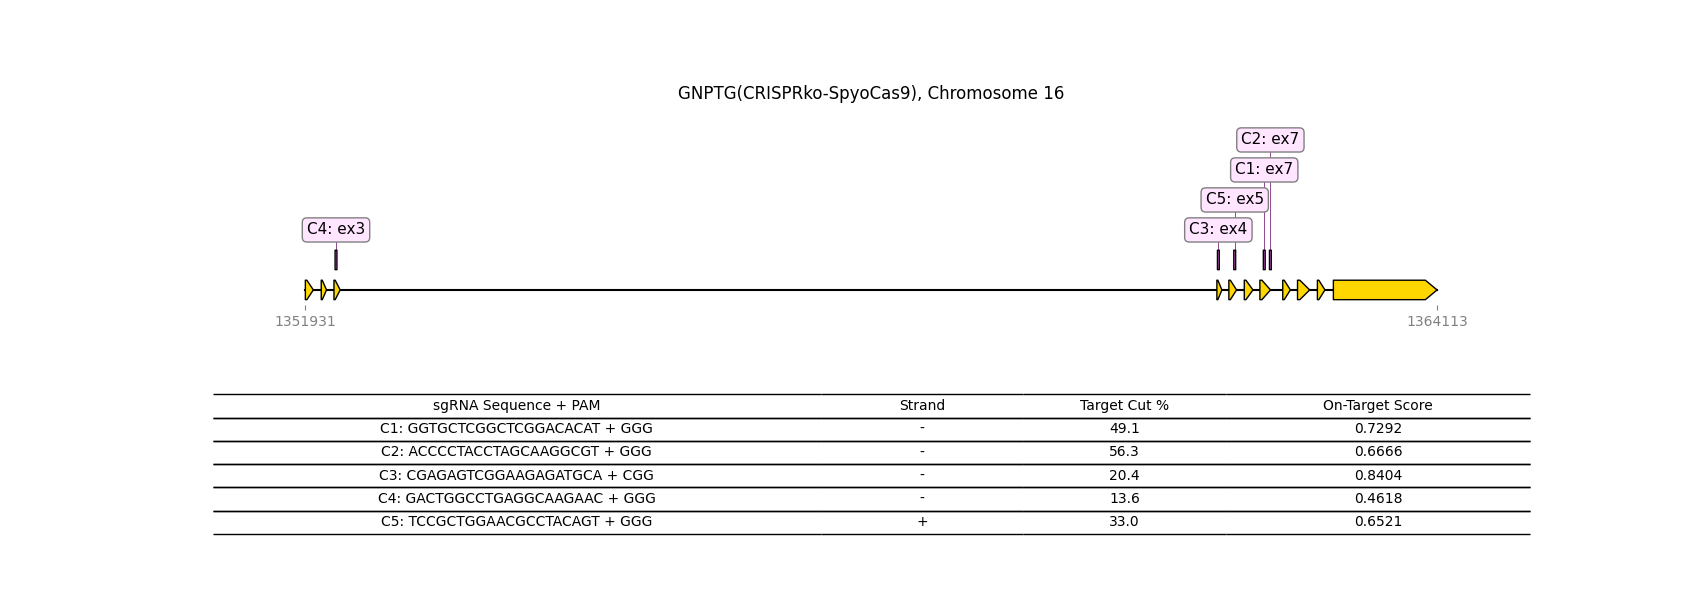 GNPTG(CRISPRko-SpyoCas9), Chromosome 16
C2: ex7
C1: ex7
C5: ex5
C4: ex3
C3: ex4
1351931
1364113
sgRNA Sequence + PAM Strand Target Cut % On-Target Score
C1: GGTGCTCGGCTCGGACACAT + GGG - 49.1 0.7292
C2: ACCCCTACCTAGCAAGGCGT + GGG - 56.3 0.6666
C3: CGAGAGTCGGAAGAGATGCA + CGG - 20.4 0.8404
C4: GACTGGCCTGAGGCAAGAAC + GGG - 13.6 0.4618
C5: TCCGCTGGAACGCCTACAGT + GGG + 33.0 0.6521